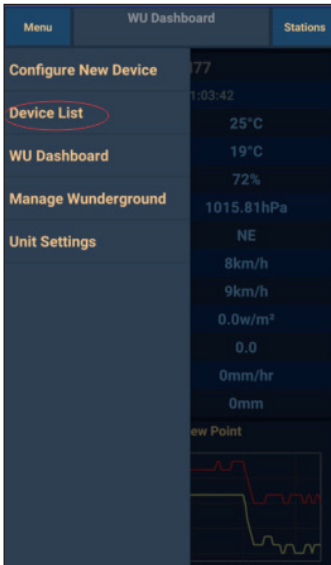 Menu
WU Dashboard
Stations
Configure New Device
177
1:03:42
Device List
25°C
WU Dashboard
19°C
72%
Manage Wunderground
1015.81hPa
Unit Settings
NE
8km/h
9km/h
0.0w/m²
0.0
0mm/hr
0mm
ew Point